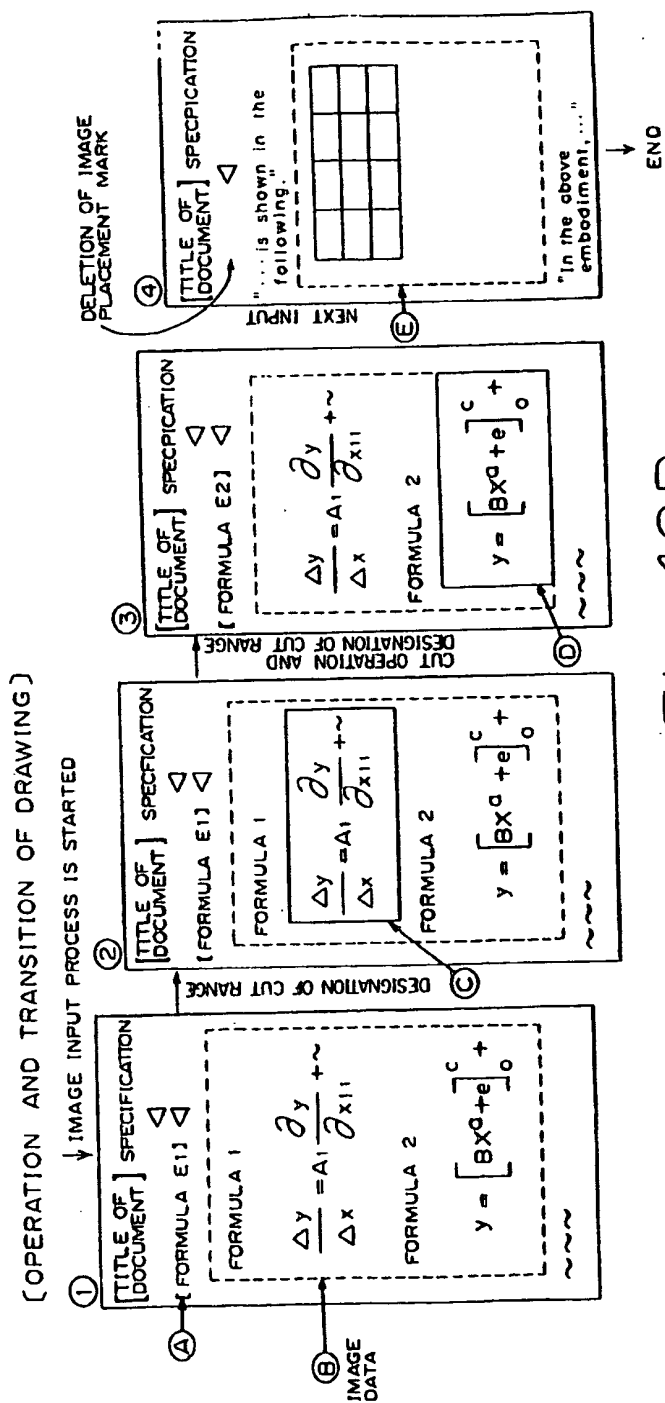 [OPERATION AND TRANSITION OF DRAWING]
↓ IMAGE INPUT PROCESS IS STARTED
①
[TITLE OF DOCUMENT] SPECIFICATION ◁
[FORMULA E1] ◁
Ⓐ
FORMULA 1
Δy/Δx = A1 ∂y/∂x11 +~
FORMULA 2
y = [BX^a+e]^c_0 +
~~~
Ⓑ
IMAGE
DATA
DESIGNATION OF CUT RANGE
②
[TITLE OF DOCUMENT] SPECFICATION ◁
[FORMULA E1] ◁
FORMULA 1
Δy/Δx = A1 ∂y/∂x11 +~
Ⓒ
FORMULA 2
y = [BX^a+e]^c_0 +
~~~
CUT OPERATION AND
DESIGNATION OF CUT RANGE
③
[TITLE OF DOCUMENT] SPECPICATION ◁
[FORMULA E2] ◁
Δy/Δx = A1 ∂y/∂x11 +~
FORMULA 2
y = [BX^a+e]^c_0 +
Ⓓ
~~~
NEXT INPUT
DELETION OF IMAGE
PLACEMENT MARK
④
[TITLE OF DOCUMENT] SPECPICATION
◁
"... is shown in the
following."
Ⓔ
"In the above
embodiment, ..."
→ END